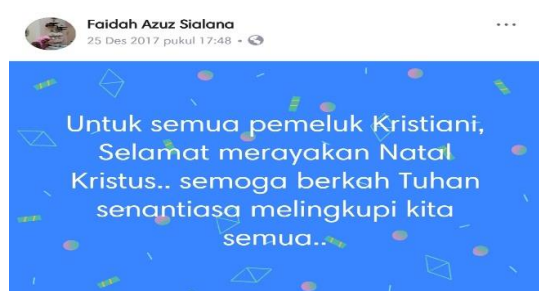 Faidah Azuz Sialana
25 Des 2017 pukul 17:48 •
Untuk semua pemeluk Kristiani,
Selamat merayakan Natal
Kristus.. semoga berkah Tuhan
senantiasa melingkupi kita
semua..